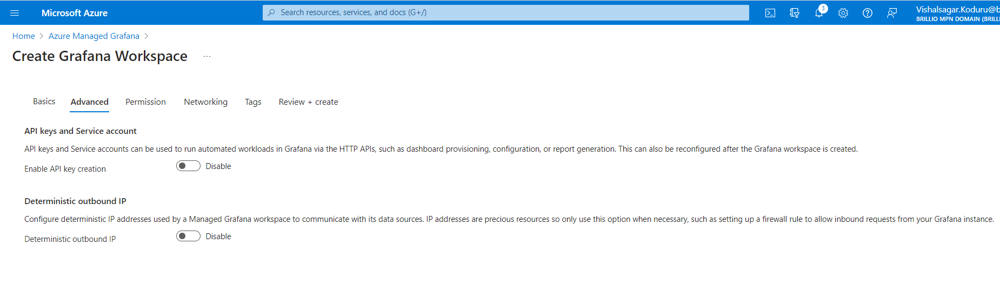 Microsoft Azure
Search resources, services, and docs (G+/)
3
Vishalsagar.Koduru@b
BRILLIO MPN DOMAIN (BRILLI
Home > Azure Managed Grafana >
Create Grafana Workspace ...
Basics Advanced Permission Networking Tags Review + create
API keys and Service account
API keys and Service accounts can be used to run automated workloads in Grafana via the HTTP APIs, such as dashboard provisioning, configuration, or report generation. This can also be reconfigured after the Grafana workspace is created.
Enable API key creation Disable
Deterministic outbound IP
Configure deterministic IP addresses used by a Managed Grafana workspace to communicate with its data sources. IP addresses are precious resources so only use this option when necessary, such as setting up a firewall rule to allow inbound requests from your Grafana instance.
Deterministic outbound IP Disable